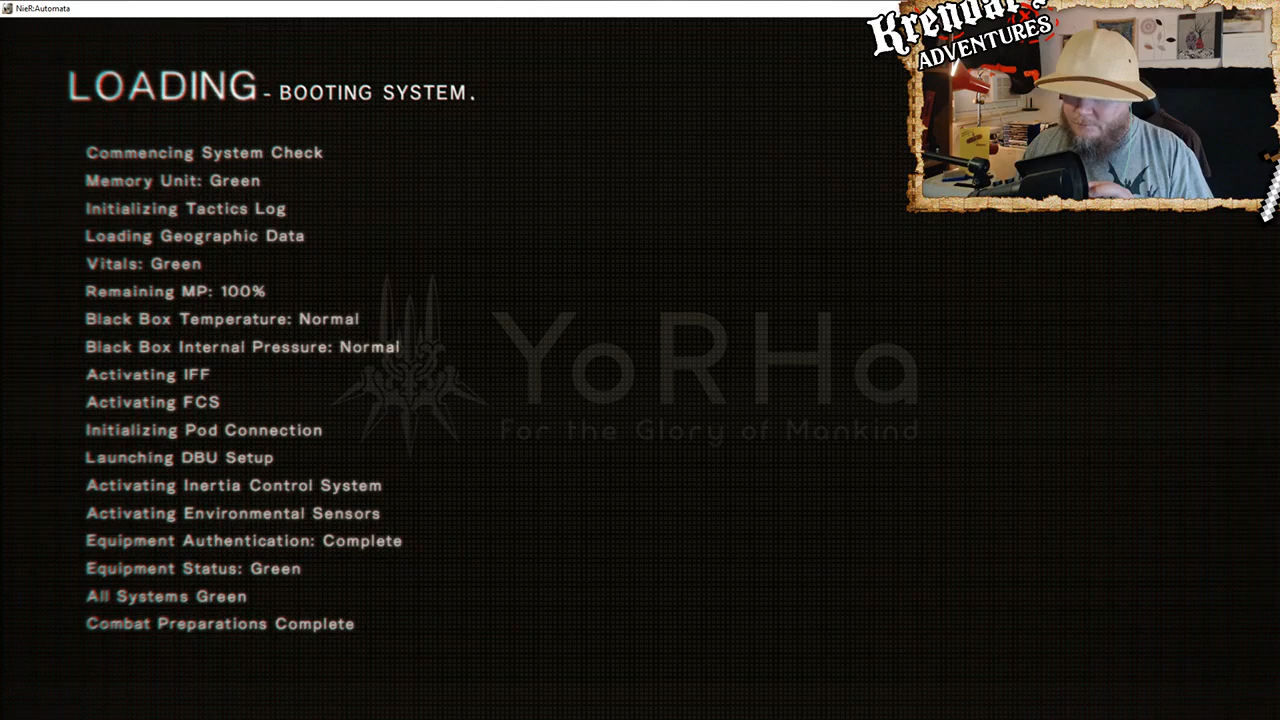 NieR:Automata
ADVENTURES
LOADING - BOOTING SYSTEM.
Commencing System Check
Memory Unit: Green
Initializing Tactics Log
Loading Geographic Data
Vitals: Green
Remaining MP: 100%
Black Box Temperature: Normal
Black Box Internal Pressure: Normal
Activating IFF
Activating FCS
Initializing Pod Connection
Launching DBU Setup
Activating Inertia Control System
Activating Environmental Sensors
Equipment Authentication: Complete
Equipment Status: Green
All Systems Green
Combat Preparations Complete
YoRHa
For the Glory of Mankind